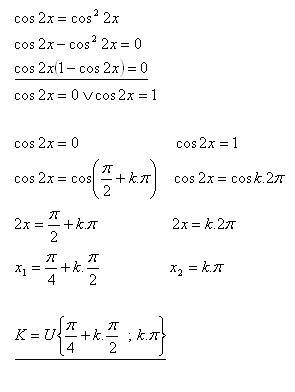 cos 2x = cos² 2x
cos 2x − cos² 2x = 0
cos 2x(1 − cos 2x) = 0
cos 2x = 0 ∨ cos 2x = 1
cos 2x = 0 cos 2x = 1
cos 2x = cos(π/2 + k.π) cos 2x = cos k.2π
2x = π/2 + k.π 2x = k.2π
x₁ = π/4 + k.π/2 x₂ = k.π
K = U{π/4 + k.π/2 ; k.π}